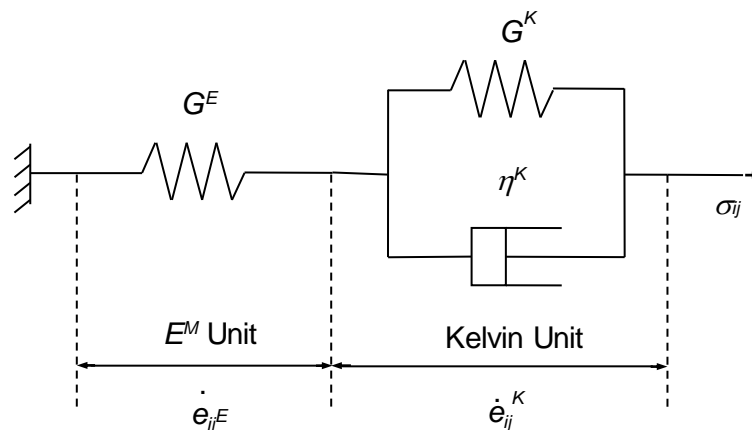 G^K
G^E
η^K
σ_ij
E^M Unit
Kelvin Unit
ė_ij^E
ė_ij^K